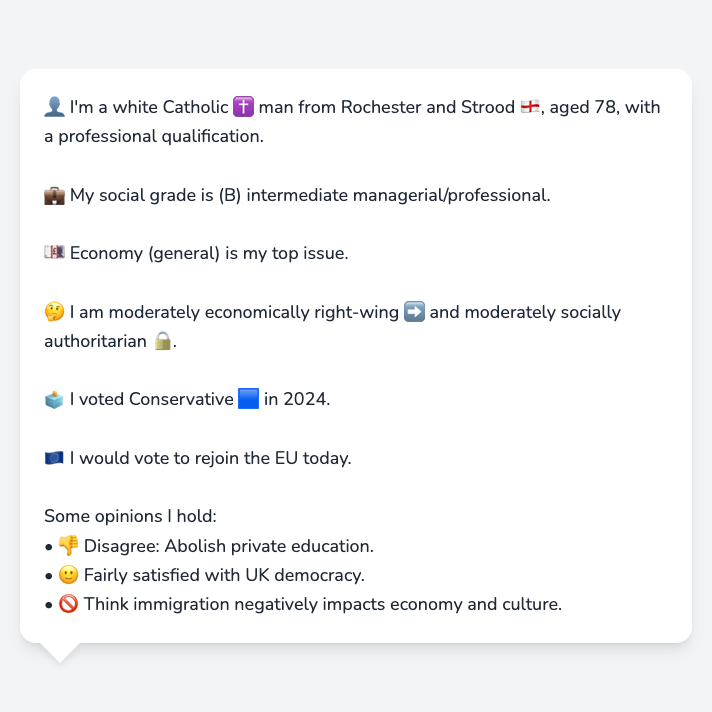 👤 I'm a white Catholic ✝️ man from Rochester and Strood 🏴󠁧󠁢󠁥󠁮󠁧󠁿, aged 78, with
a professional qualification.
💼 My social grade is (B) intermediate managerial/professional.
💷 Economy (general) is my top issue.
🤔 I am moderately economically right-wing ➡️ and moderately socially
authoritarian 🔒.
🗳️ I voted Conservative 🟦 in 2024.
🇪🇺 I would vote to rejoin the EU today.
Some opinions I hold:
• 👎 Disagree: Abolish private education.
• 🙂 Fairly satisfied with UK democracy.
• 🚫 Think immigration negatively impacts economy and culture.